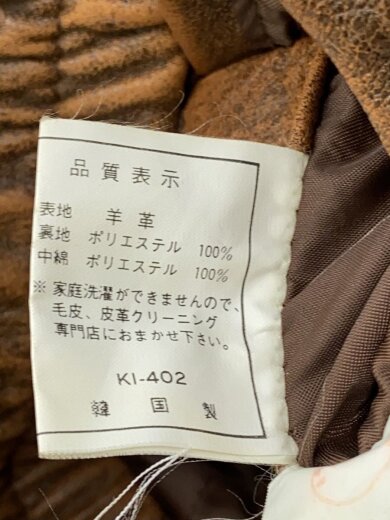 品質表示
表地 羊革
裏地 ポリエステル 100%
中綿 ポリエステル 100%
※ 家庭洗濯ができませんので、
毛皮、皮革クリーニング
専門店におまかせ下さい。
KI-402
韓国製